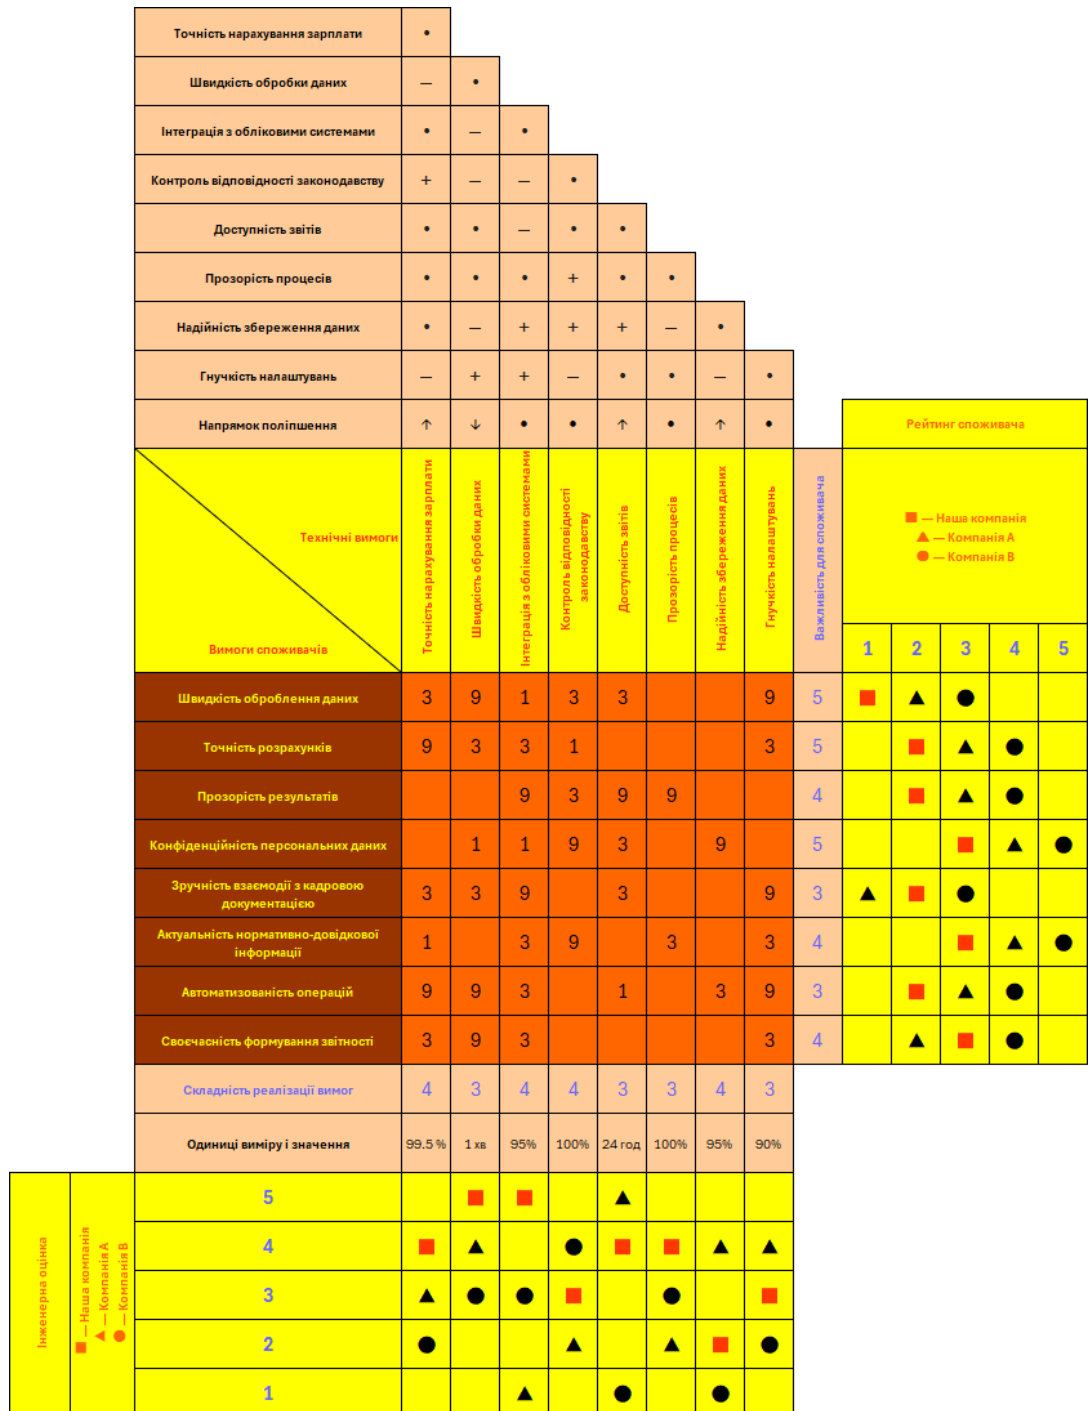 Точність нарахування зарплати •
Швидкість обробки даних — •
Інтеграція з обліковими системами • — •
Контроль відповідності законодавству + — — •
Доступність звітів • • — • •
Прозорість процесів • • • + • •
Надійність збереження даних • — + + + — •
Гнучкість налаштувань — + + — • • — •
Напрямок поліпшення ↑ ↓ • • ↑ • ↑ •
Рейтинг споживача
Технічні вимоги
Вимоги споживачів
Точність нарахування зарплати
Швидкість обробки даних
Інтеграція з обліковими системами
Контроль відповідності
законодавству
Доступність звітів
Прозорість процесів
Надійність збереження даних
Гнучкість налаштувань
Важливість для споживача
■ — Наша компанія
▲ — Компанія А
● — Компанія В
1 2 3 4 5
Швидкість оброблення даних 3 9 1 3 3 9 5
Точність розрахунків 9 3 3 1 3 5
Прозорість результатів 9 3 9 9 4
Конфіденційність персональних даних 1 1 9 3 9 5
Зручність взаємодії з кадровою
документацією 3 3 9 3 9 3
Актуальність нормативно-довідкової
інформації 1 3 9 3 3 4
Автоматизованість операцій 9 9 3 1 3 9 3
Своєчасність формування звітності 3 9 3 3 4
Складність реалізації вимог 4 3 4 4 3 3 4 3
Одиниці виміру і значення 99.5 % 1 хв 95% 100% 24 год 100% 95% 90%
Інженерна оцінка
■ — Наша компанія
▲ — Компанія А
● — Компанія В
5
4
3
2
1